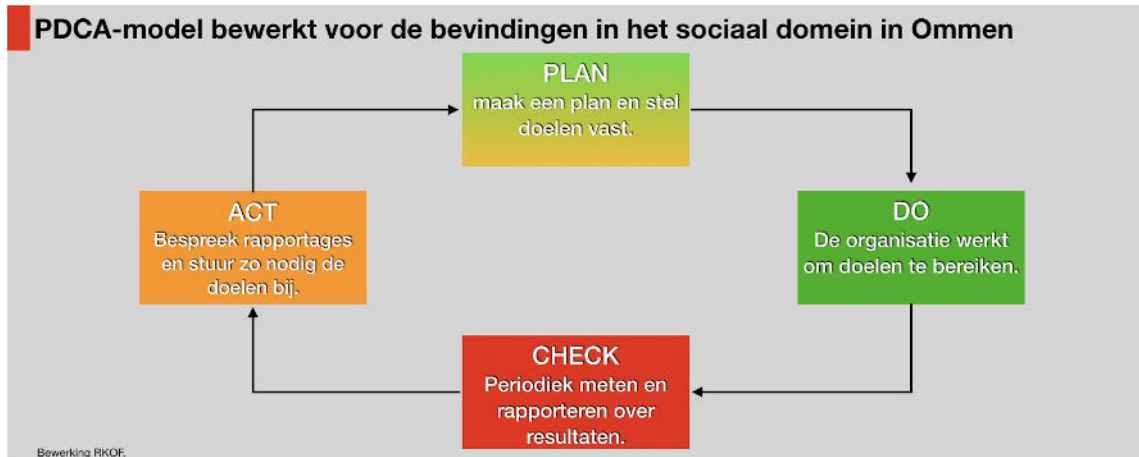 PDCA-model bewerkt voor de bevindingen in het sociaal domein in Ommen
PLAN
maak een plan en stel
doelen vast.
ACT
Bespreek rapportages
en stuur zo nodig de
doelen bij.
DO
De organisatie werkt
om doelen te bereiken.
CHECK
Periodiek meten en
rapporteren over
resultaten.
Bewerking RKOF.